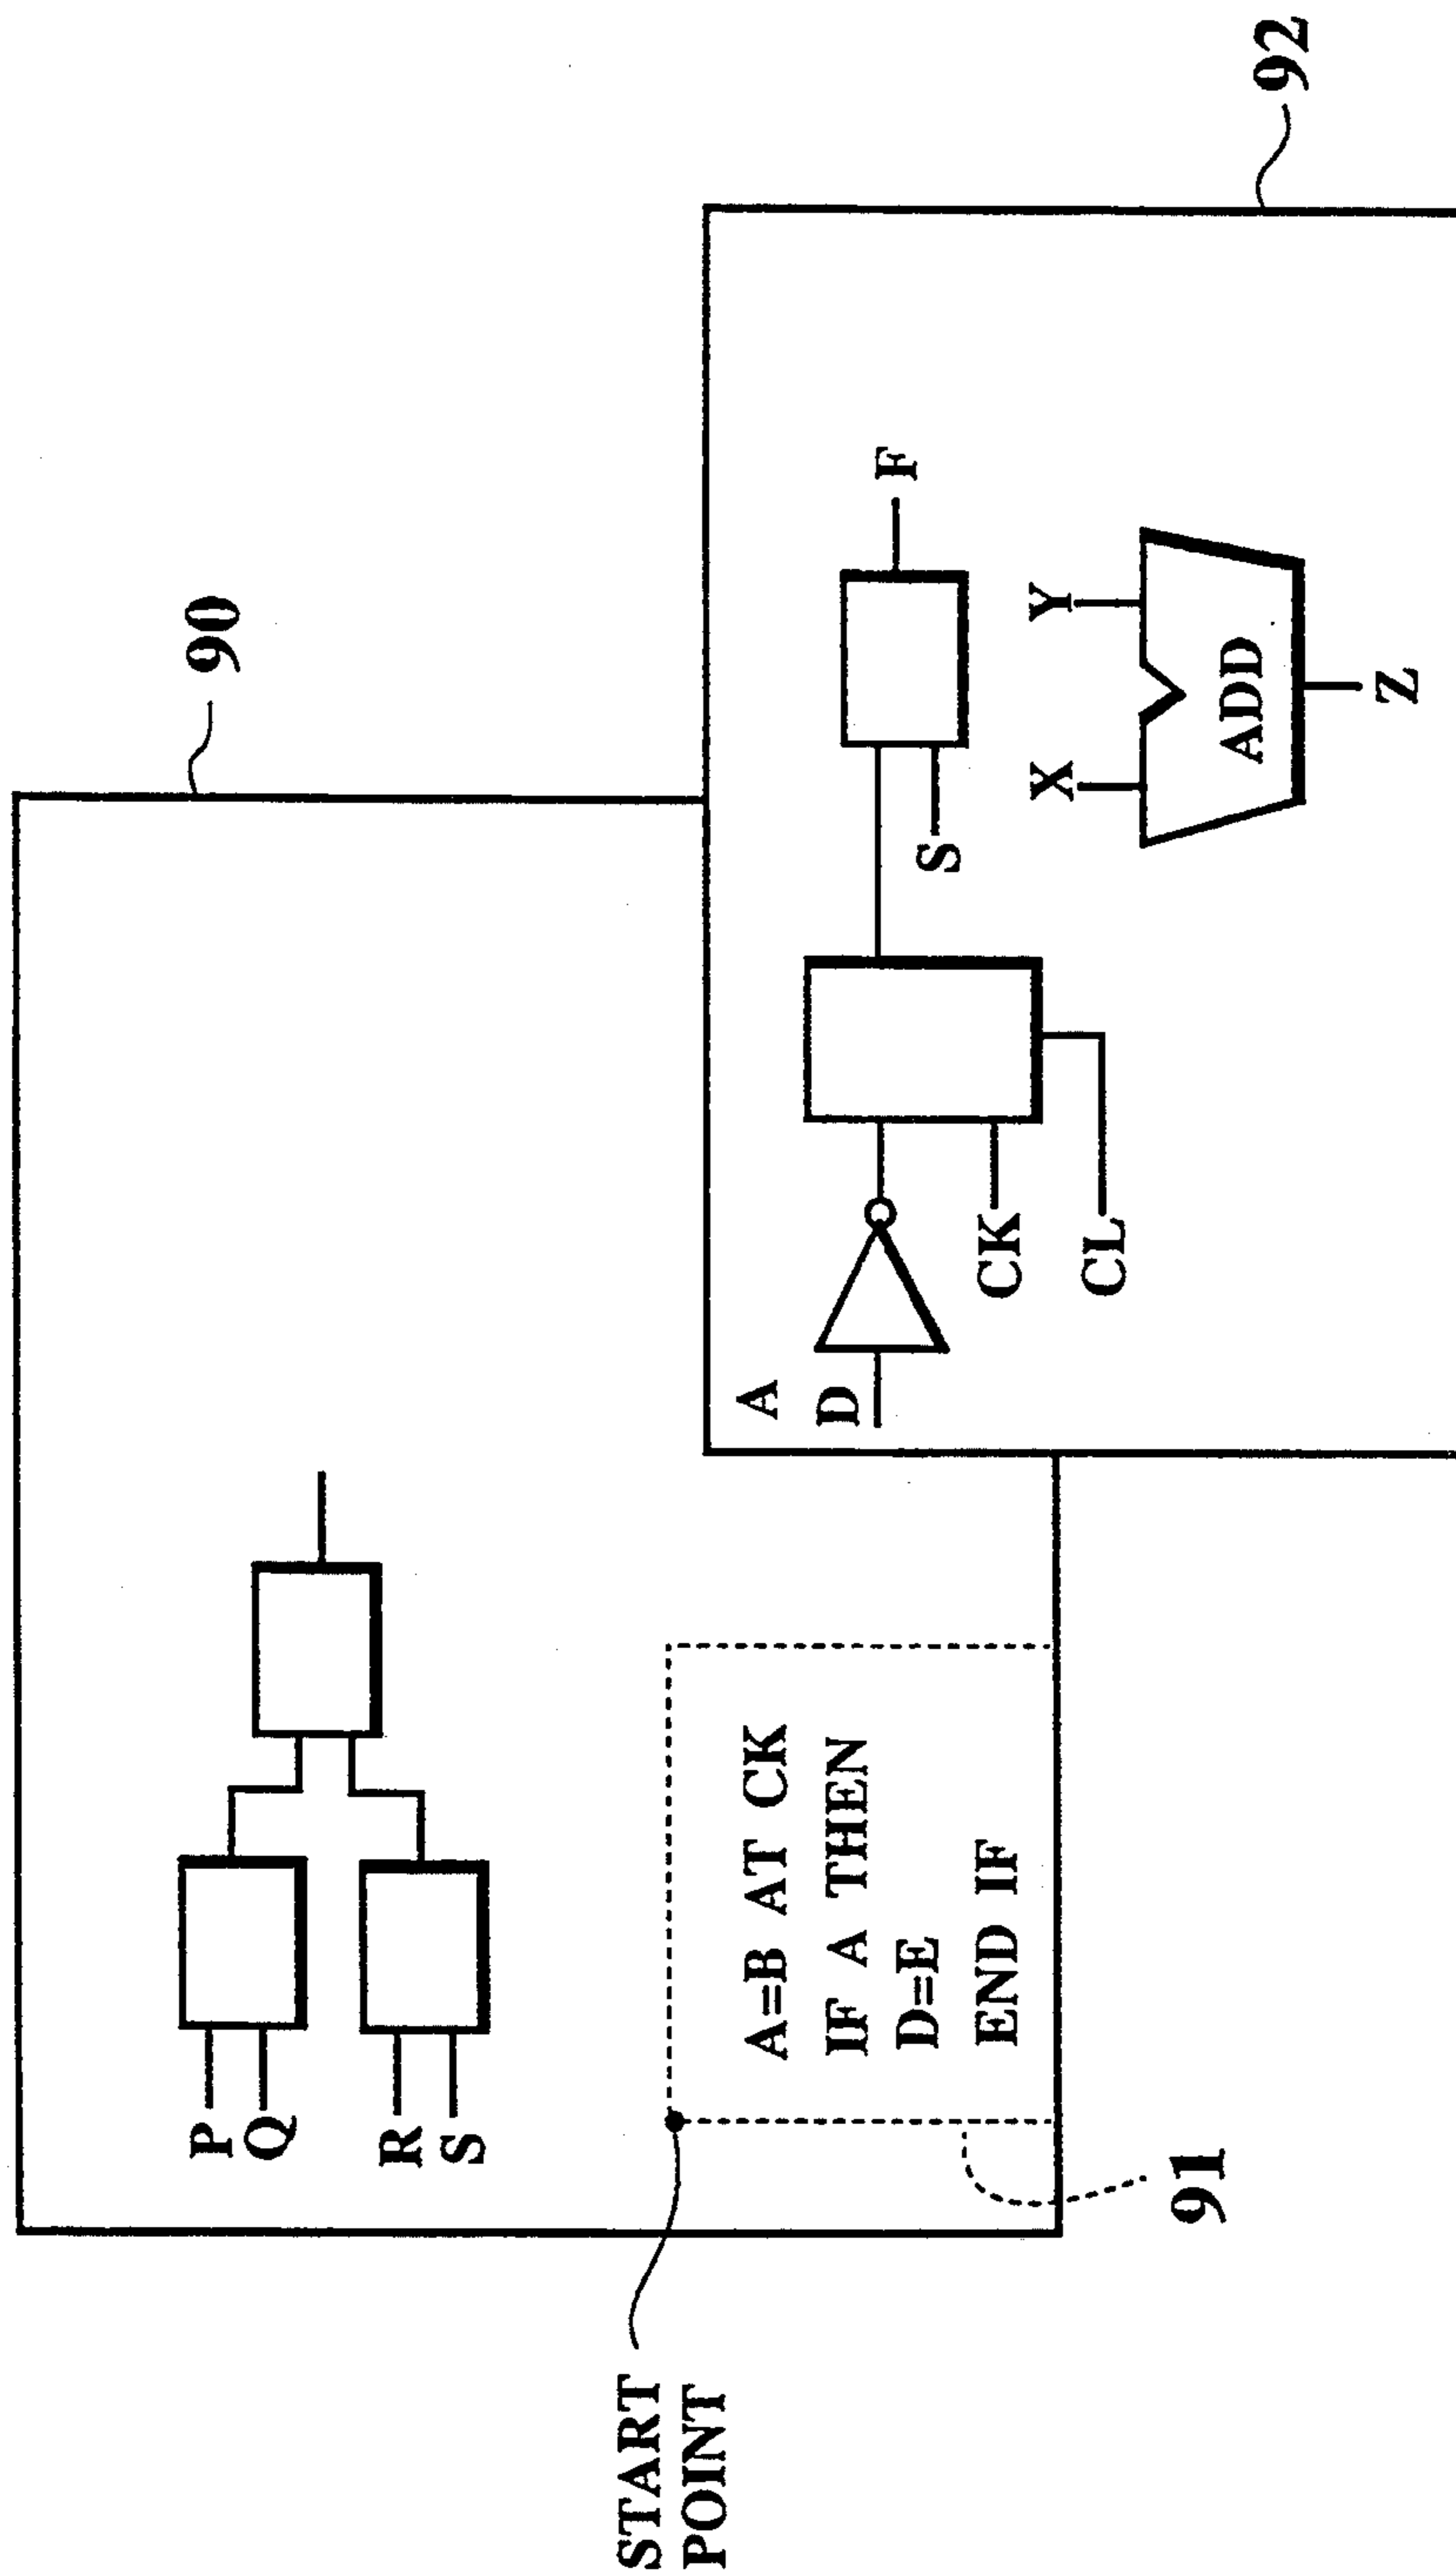 90
P
Q
R
S
START
POINT
A=B AT CK
IF A THEN
D=E
END IF
91
92
A
D
CK
CL
S
F
X
Y
ADD
Z